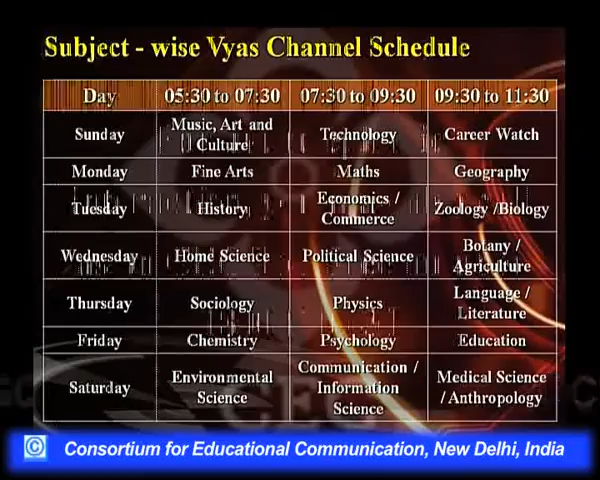 Subject - wise Vyas Channel Schedule
Day 05:30 to 07:30 07:30 to 09:30 09:30 to 11:30
Sunday Music, Art and Culture Technology Career Watch
Monday Fine Arts Maths Geography
Tuesday History Economics / Commerce Zoology /Biology
Wednesday Home Science Political Science Botany / Agriculture
Thursday Sociology Physics Language / Literature
Friday Chemistry Psychology Education
Saturday Environmental Science Communication / Information Science Medical Science / Anthropology
CEC
© Consortium for Educational Communication, New Delhi, India